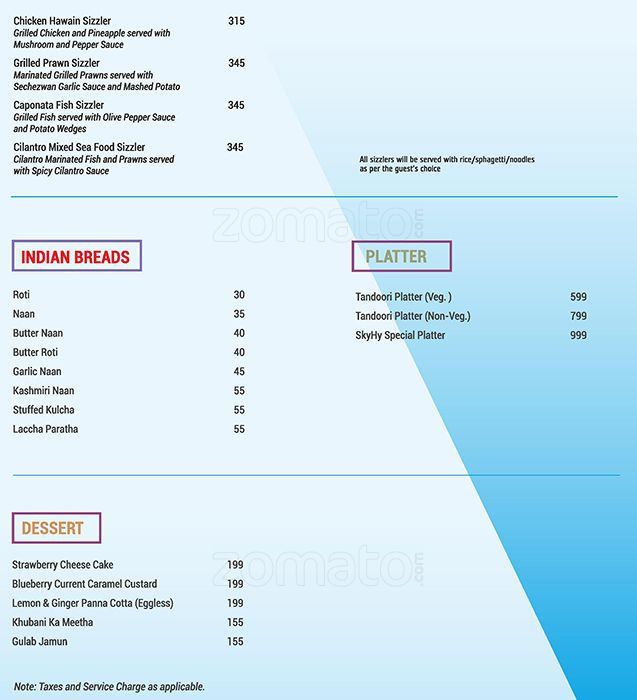 Chicken Hawain Sizzler 315
Grilled Chicken and Pineapple served with
Mushroom and Pepper Sauce
Grilled Prawn Sizzler 345
Marinated Grilled Prawns served with
Sechezwan Garlic Sauce and Mashed Potato
Caponata Fish Sizzler 345
Grilled Fish served with Olive Pepper Sauce
and Potato Wedges
Cilantro Mixed Sea Food Sizzler 345
Cilantro Marinated Fish and Prawns served
with Spicy Cilantro Sauce
All sizzlers will be served with rice/sphagetti/noodles
as per the guest's choice
zomato.com
INDIAN BREADS
Roti 30
Naan 35
Butter Naan 40
Butter Roti 40
Garlic Naan 45
Kashmiri Naan 55
Stuffed Kulcha 55
Laccha Paratha 55
PLATTER
Tandoori Platter (Veg. ) 599
Tandoori Platter (Non-Veg.) 799
SkyHy Special Platter 999
DESSERT
Strawberry Cheese Cake 199
Blueberry Current Caramel Custard 199
Lemon & Ginger Panna Cotta (Eggless) 199
Khubani Ka Meetha 155
Gulab Jamun 155
zomato.com
Note: Taxes and Service Charge as applicable.